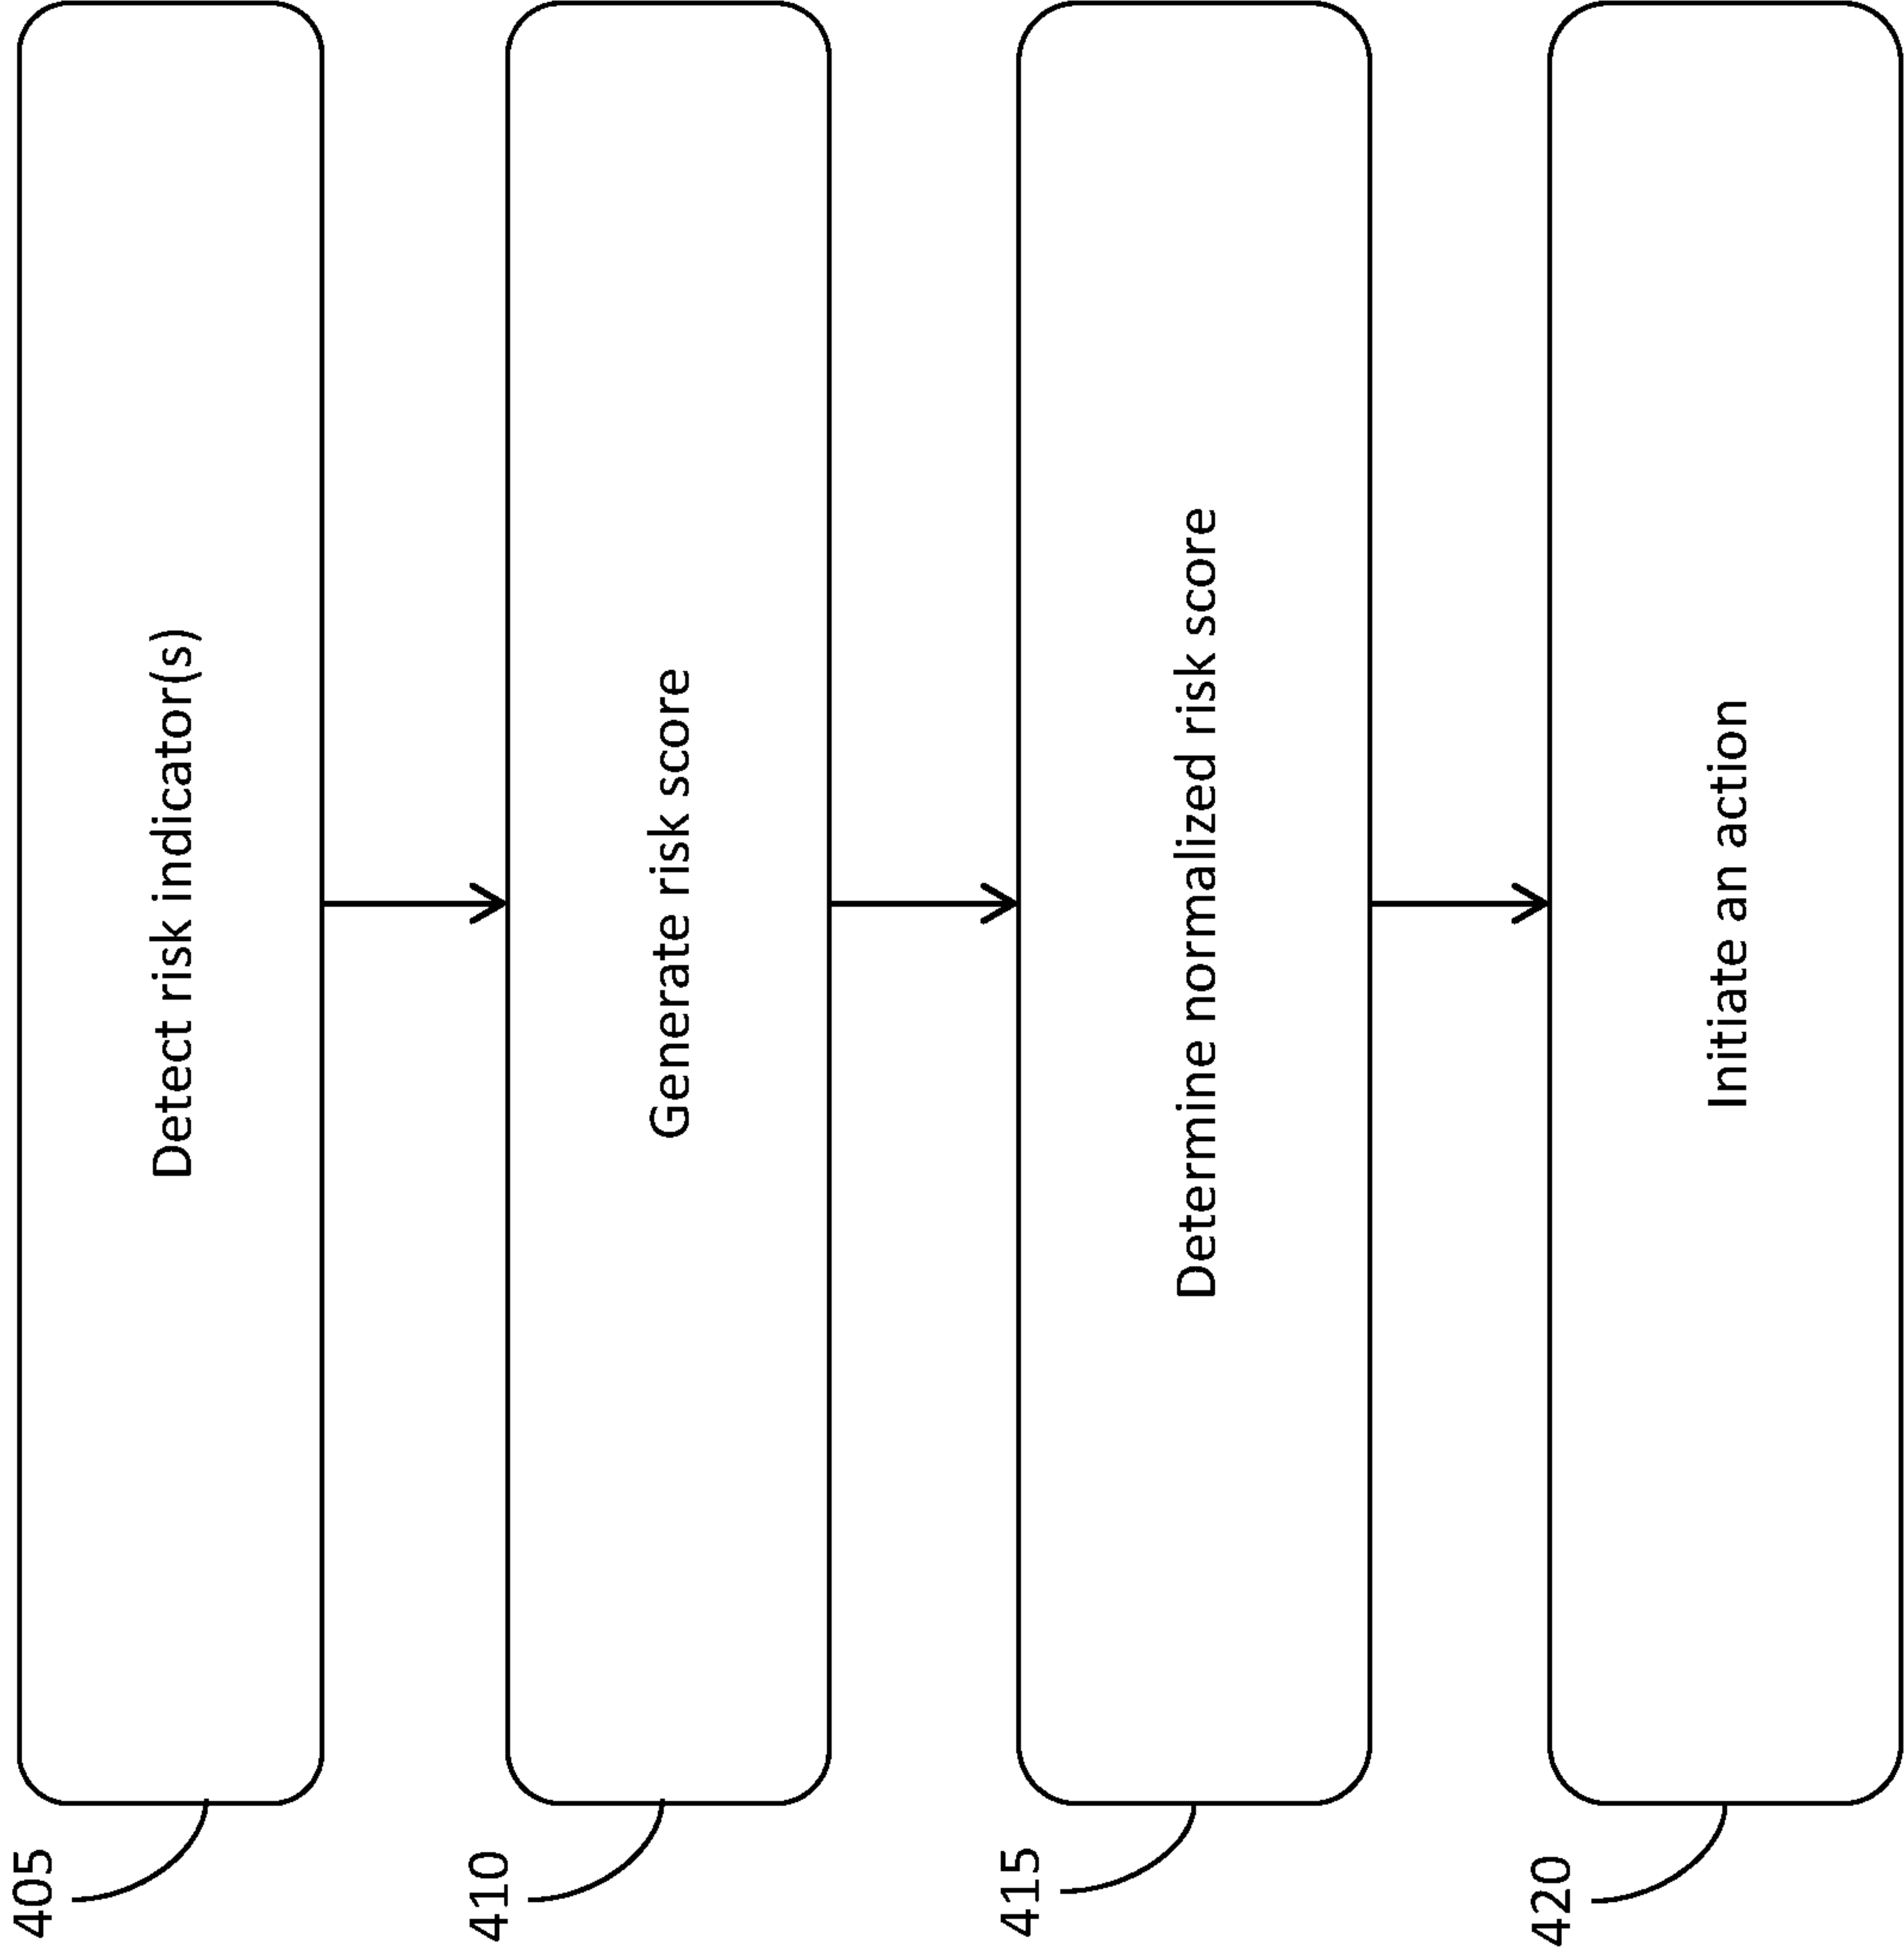 405
Detect risk indicator(s)
410
Generate risk score
415
Determine normalized risk score
420
Initiate an action